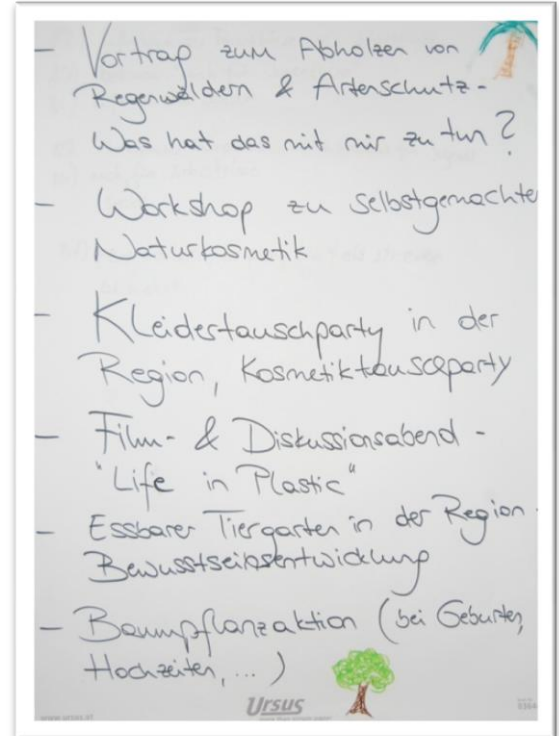 - Vortrag zum Abholzen von
Regenwäldern & Artenschutz -
Was hat das mit mir zu tun?
- Workshop zu selbstgemachter
Naturkosmetik
- Kleidertauschparty in der
Region, Kosmetiktauschparty
- Film- & Diskussionsabend -
"Life in Plastic"
- Essbarer Tiergarten in der Region -
Bewusstseinsentwicklung
- Baumpflanzaktion (bei Geburten,
Hochzeiten, ...)
Ursus